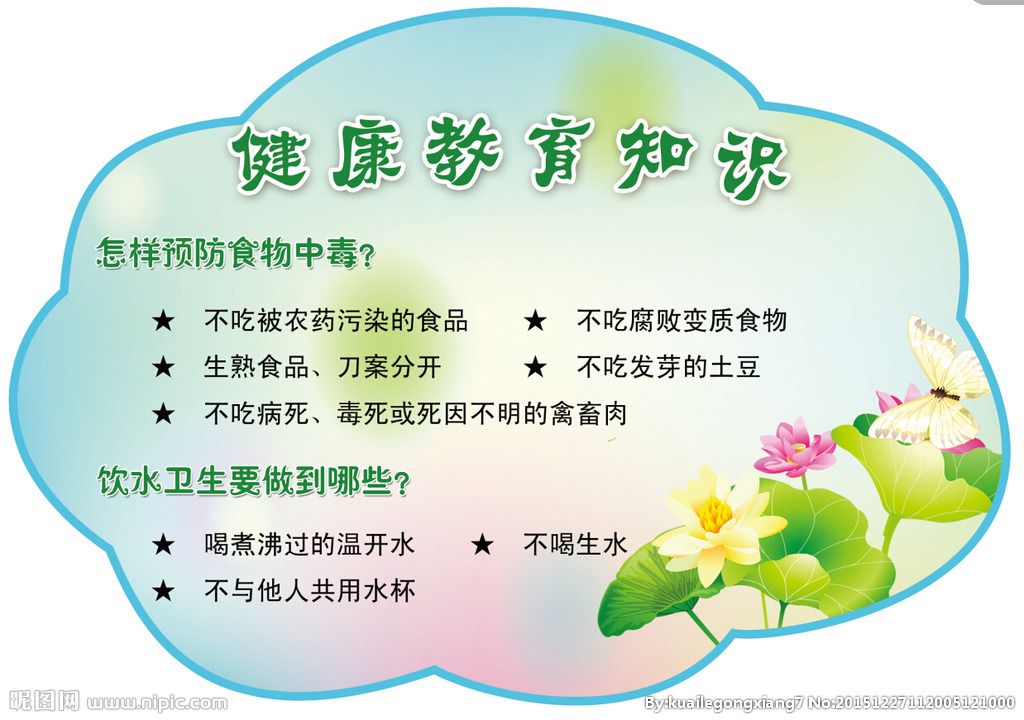 健康教育知识
怎样预防食物中毒?
★ 不吃被农药污染的食品 ★ 不吃腐败变质食物
★ 生熟食品、刀案分开 ★ 不吃发芽的土豆
★ 不吃病死、毒死或死因不明的禽畜肉
饮水卫生要做到哪些?
★ 喝煮沸过的温开水 ★ 不喝生水
★ 不与他人共用水杯
昵图网 www.nipic.com
By:kuailegongxiang7 No:20151227112005121000